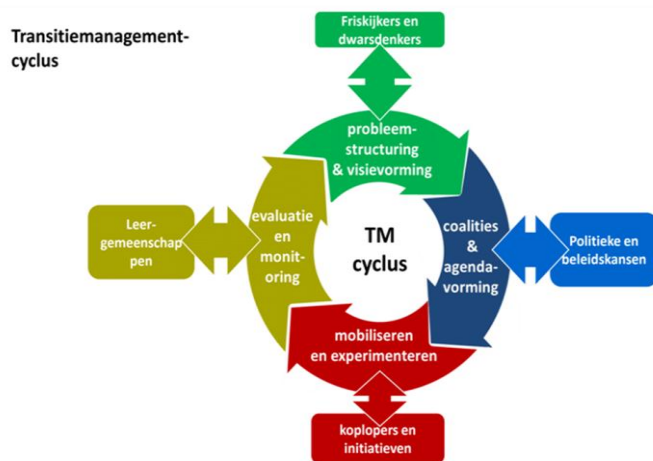 Transitiemanagement-
cyclus
Friskijkers en
dwarsdenkers
probleem-
structuring
& visievorming
Leer-
gemeenschap
pen
evaluatie
en
monit-
oring
TM
cyclus
coalities
&
agenda-
vorming
Politieke en
beleidskansen
mobiliseren
en experimenteren
koplopers en
initiatieven